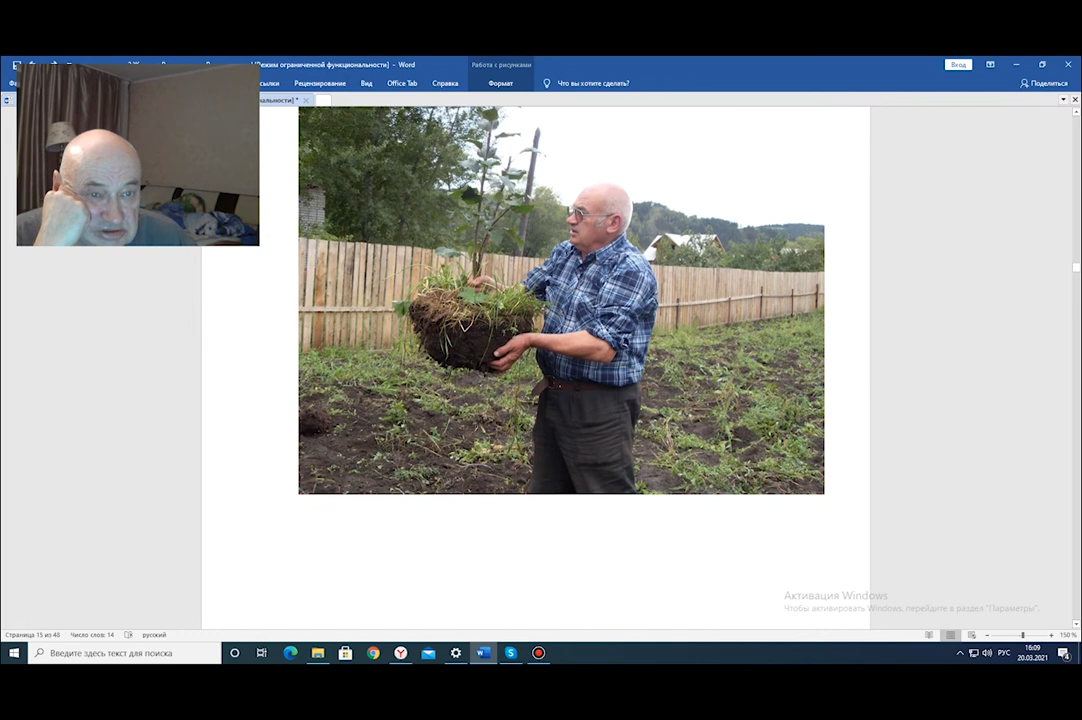 [Режим ограниченной функциональности] - Word
Работа с рисунками
Вход
Рецензирование Вид Office Tab Справка Формат Что вы хотите сделать? Поделиться
Активация Windows
Чтобы активировать Windows, перейдите в раздел "Параметры".
Страница 15 из 48 Число слов: 14 русский
150 %
Введите здесь текст для поиска
РУС
16:09
20.03.2021
4